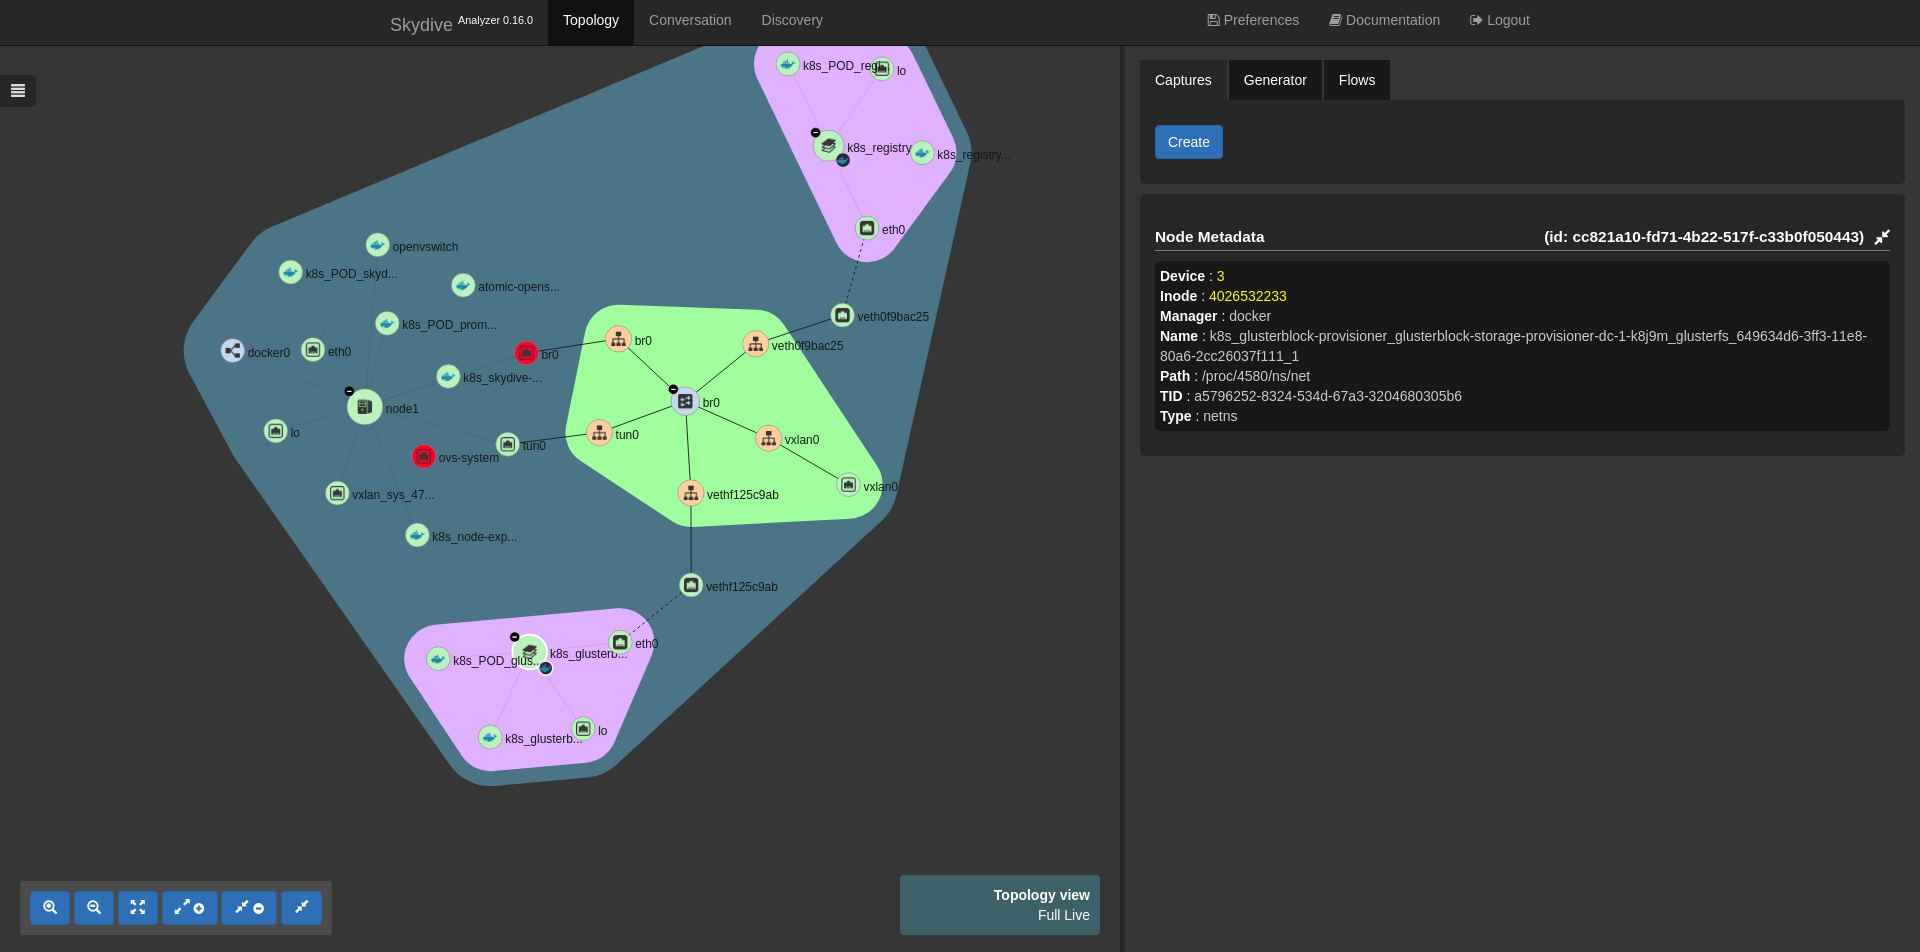 Skydive Analyzer 0.16.0 Topology Conversation Discovery Preferences Documentation Logout
k8s_POD_regi...
lo
k8s_registry
k8s_registry...
eth0
openvswitch
k8s_POD_skyd...
atomic-opens...
k8s_POD_prom...
veth0f9bac25
docker0
eth0
br0
br0
veth0f9bac25
k8s_skydive-...
node1
br0
lo
tun0
tun0
vxlan0
ovs-system
vxlan_sys_47...
vethf125c9ab
vxlan0
k8s_node-exp...
vethf125c9ab
eth0
k8s_POD_glus...
k8s_glusterb...
k8s_glusterb...
lo
Topology view
Full Live
Captures Generator Flows
Create
Node Metadata (id: cc821a10-fd71-4b22-517f-c33b0f050443)
Device : 3
Inode : 4026532233
Manager : docker
Name : k8s_glusterblock-provisioner_glusterblock-storage-provisioner-dc-1-k8j9m_glusterfs_649634d6-3ff3-11e8-
80a6-2cc26037f111_1
Path : /proc/4580/ns/net
TID : a5796252-8324-534d-67a3-3204680305b6
Type : netns